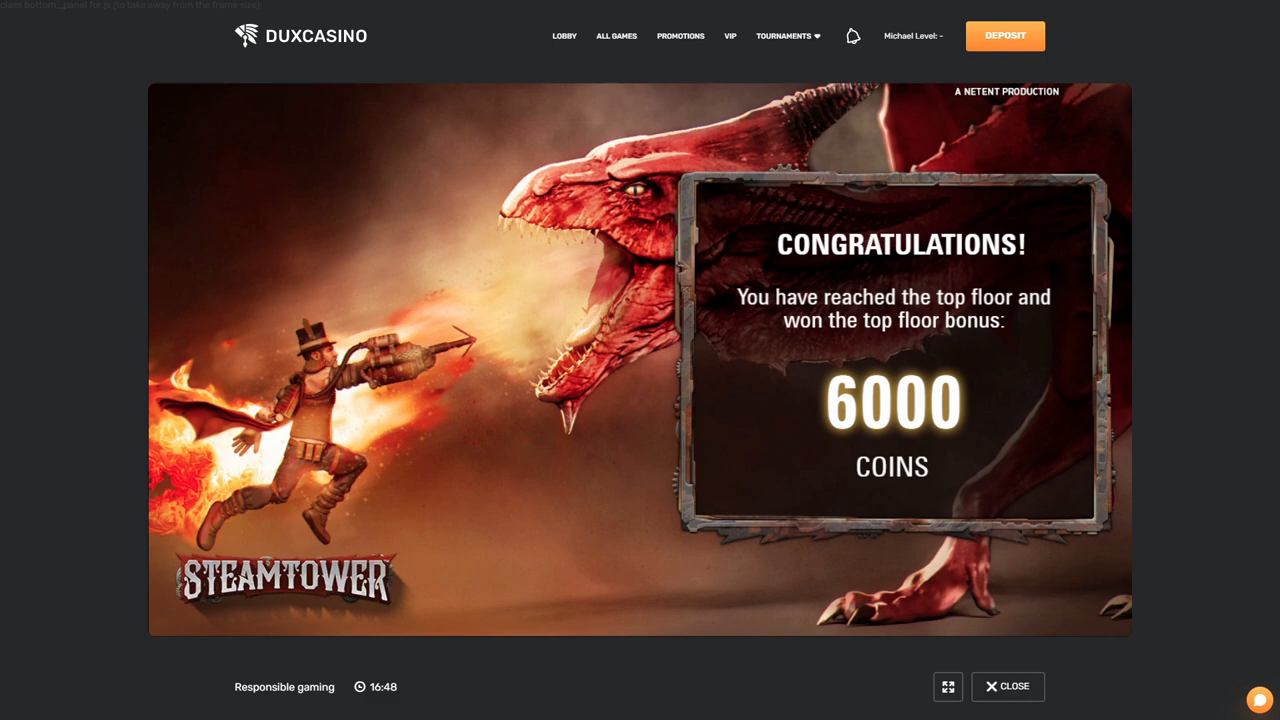 class bottom_panel for js (to take away from the frame size)
DUXCASINO
LOBBY ALL GAMES PROMOTIONS VIP TOURNAMENTS Michael Level: - DEPOSIT
A NETENT PRODUCTION
CONGRATULATIONS!
You have reached the top floor and
won the top floor bonus:
6000
COINS
STEAMTOWER
Responsible gaming 16:48 CLOSE